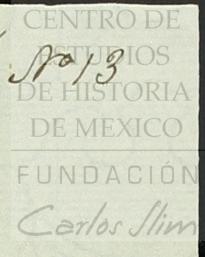 CENTRO DE
ESTUDIOS
Nº 13
DE HISTORIA
DE MEXICO
FUNDACIÓN
Carlos Slim